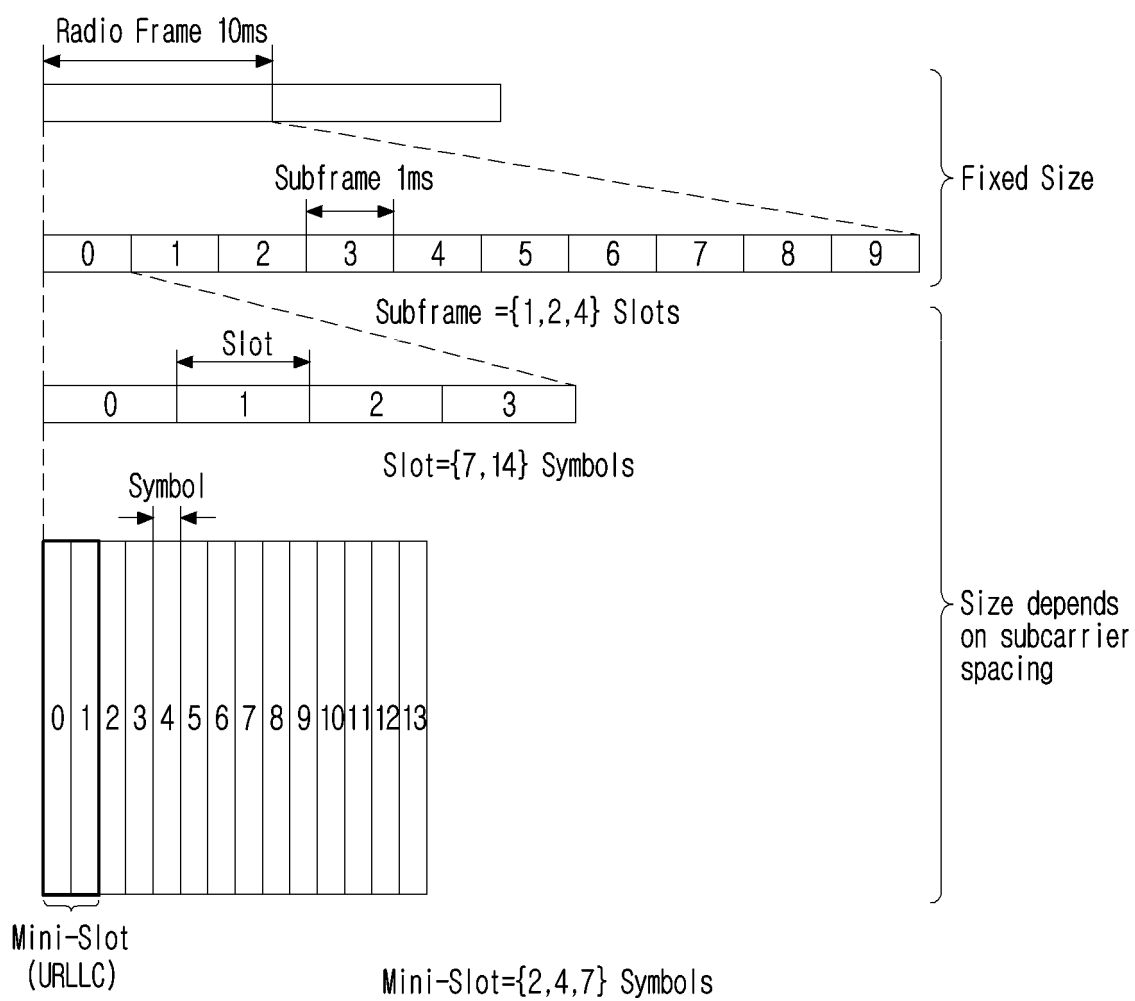 Radio Frame 10ms
Subframe 1ms
Fixed Size
0 1 2 3 4 5 6 7 8 9
Subframe ={1,2,4} Slots
Slot
0 1 2 3
Slot={7,14} Symbols
Symbol
Size depends
on subcarrier
spacing
0 1 2 3 4 5 6 7 8 9 10 11 12 13
Mini-Slot
(URLLC)
Mini-Slot={2,4,7} Symbols